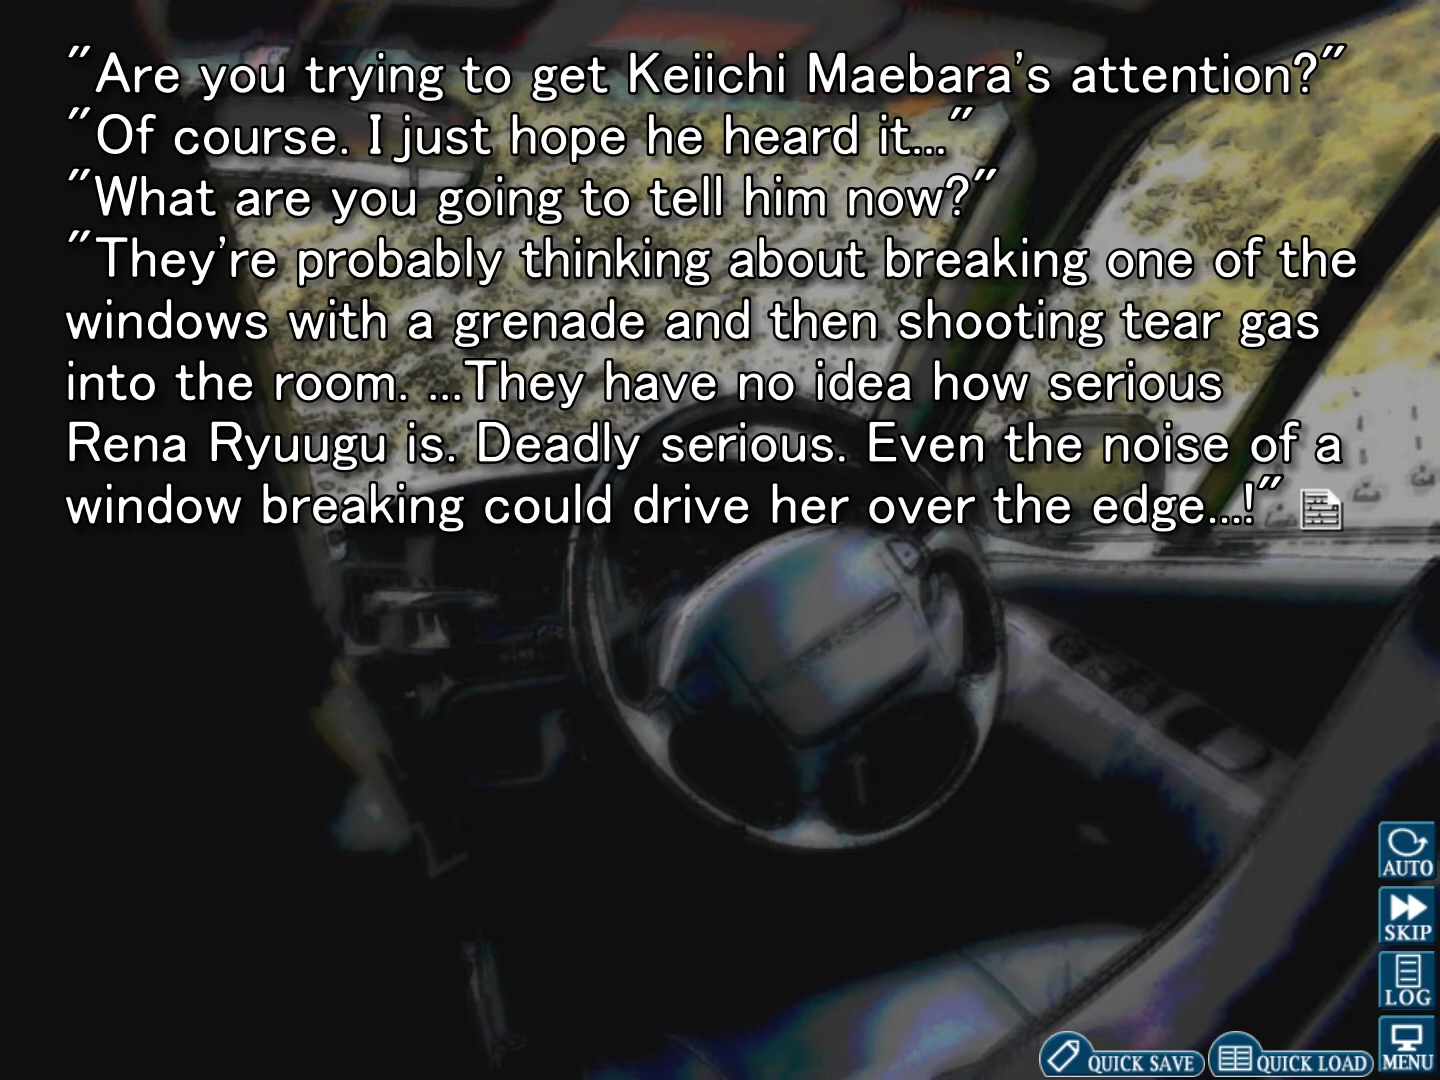 "Are you trying to get Keiichi Maebara's attention?"
"Of course. I just hope he heard it..."
"What are you going to tell him now?"
"They're probably thinking about breaking one of the
windows with a grenade and then shooting tear gas
into the room. ...They have no idea how serious
Rena Ryuugu is. Deadly serious. Even the noise of a
window breaking could drive her over the edge...!"
AUTO
SKIP
LOG
MENU
QUICK SAVE
QUICK LOAD